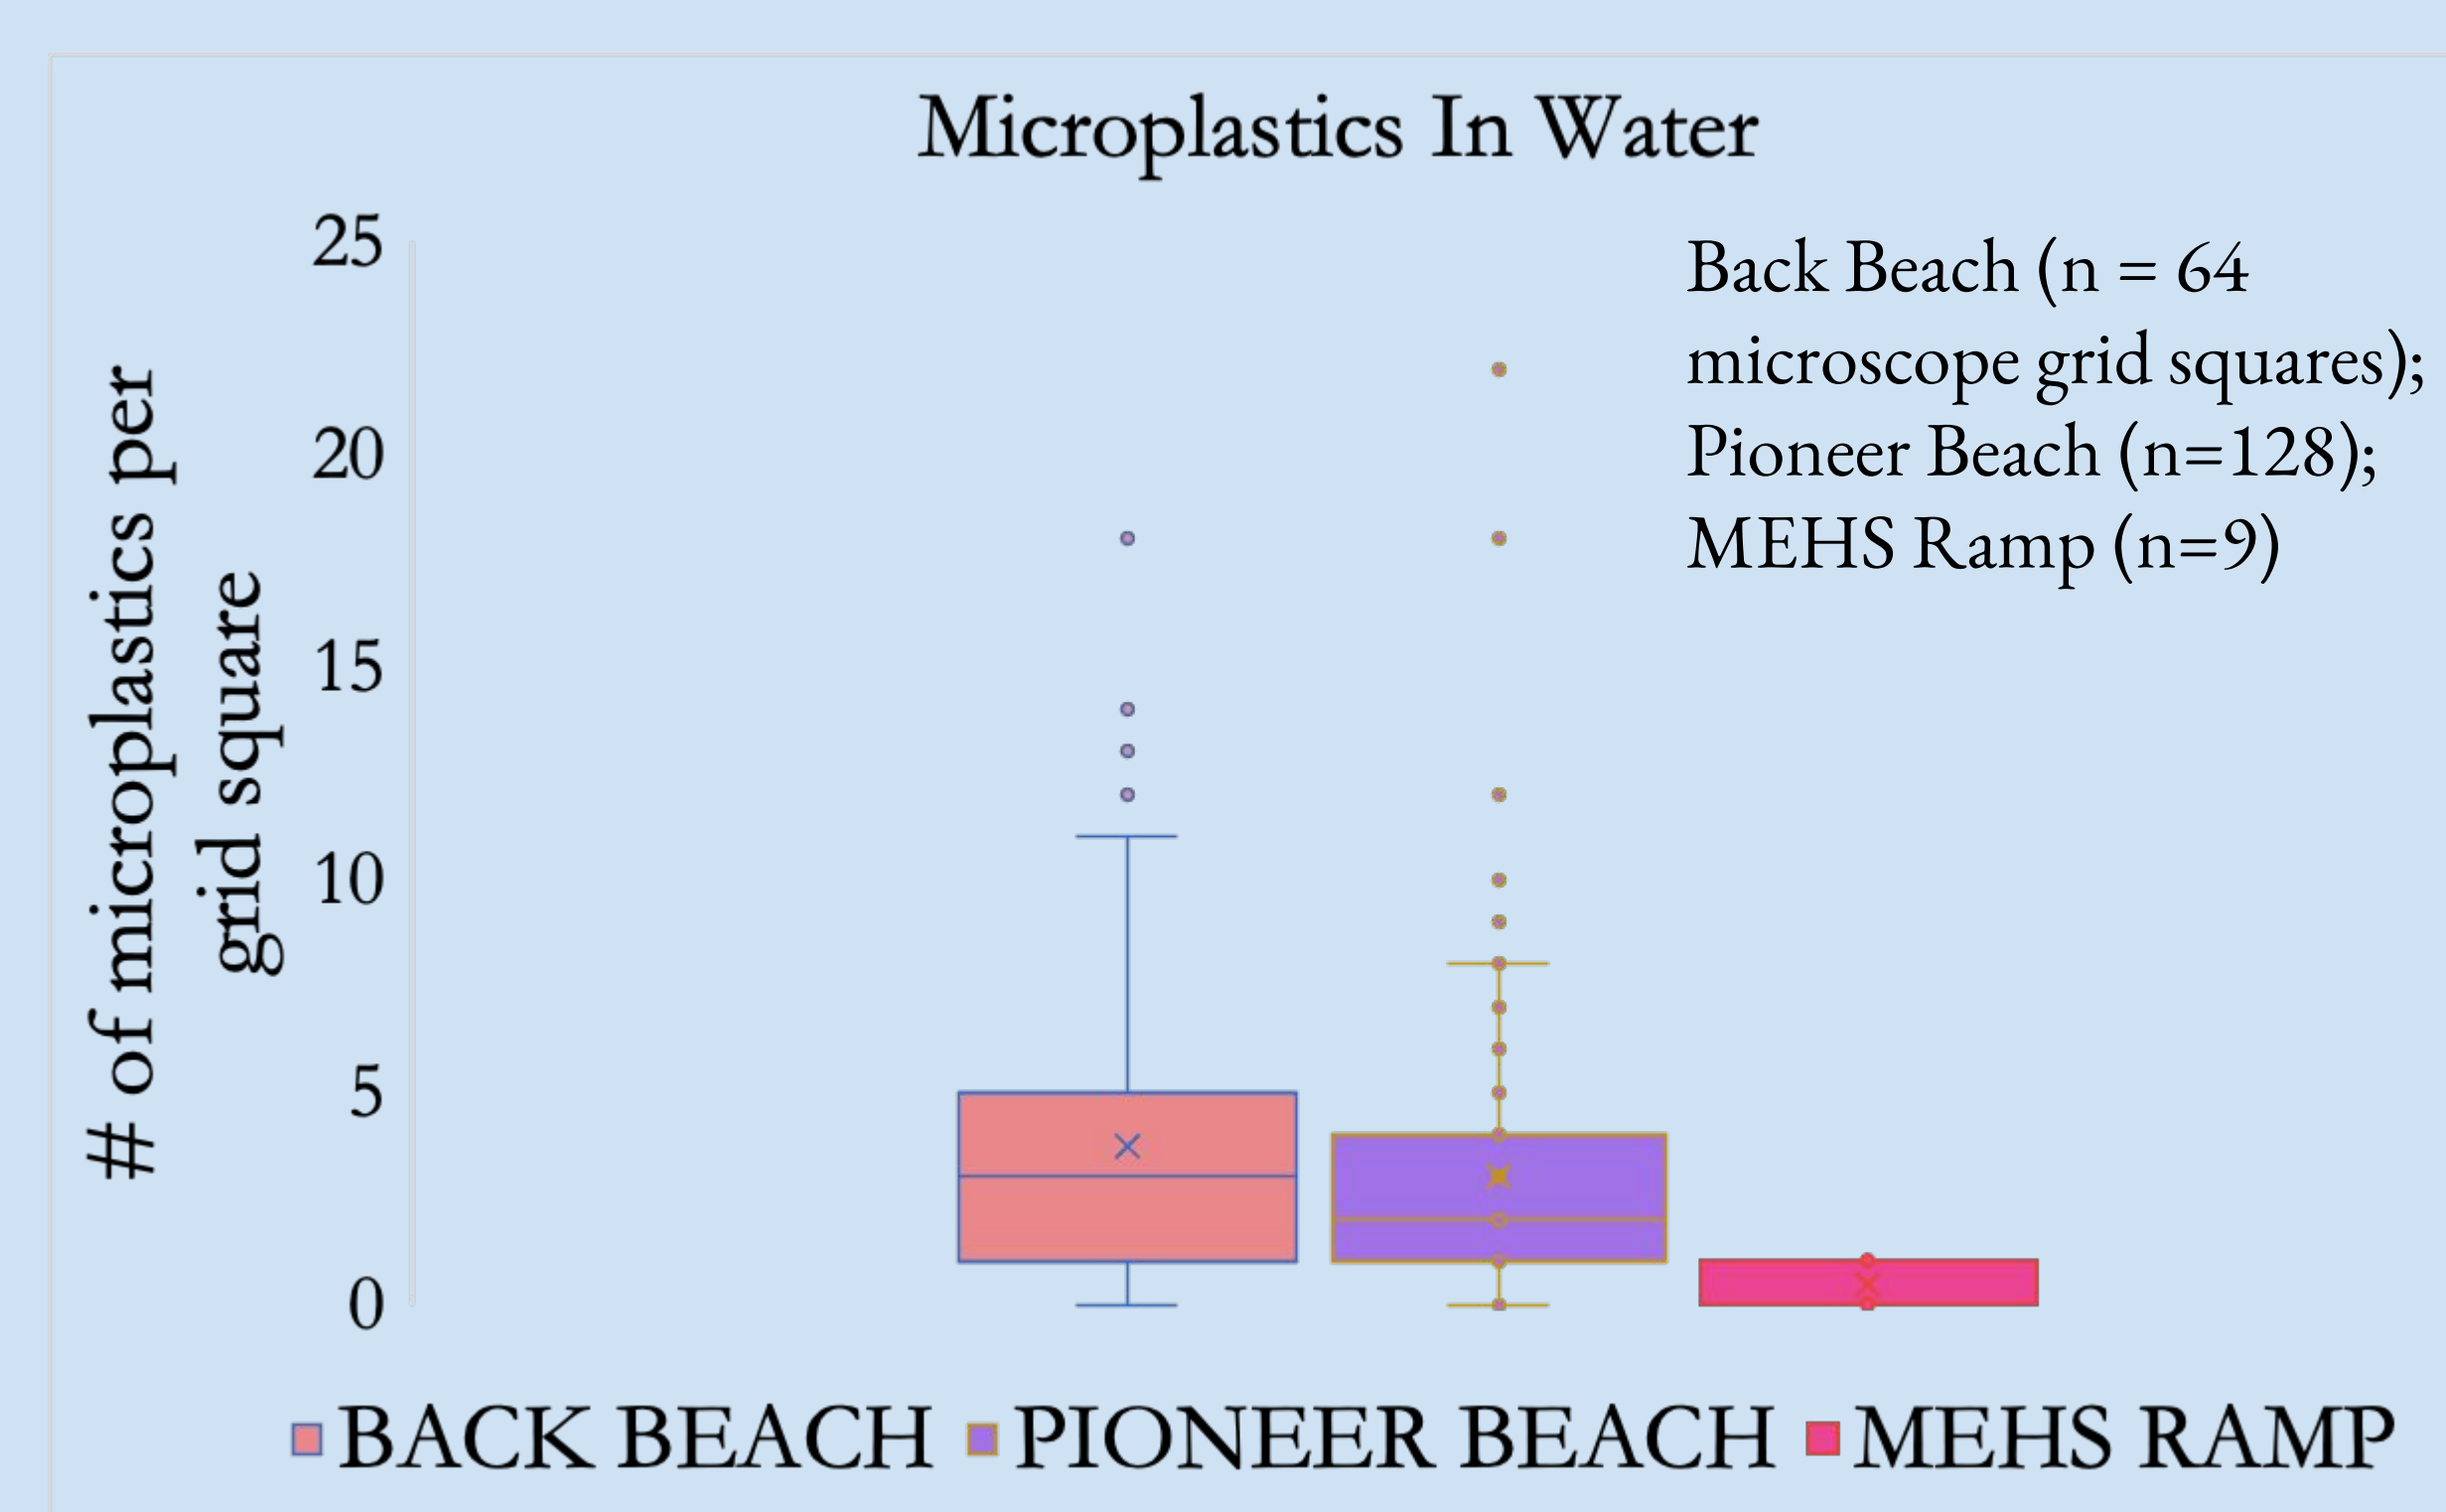 Microplastics In Water
# of microplastics per
grid square
25
20
15
10
5
0
Back Beach (n = 64
microscope grid squares);
Pioneer Beach (n=128);
MEHS Ramp (n=9)
BACK BEACH PIONEER BEACH MEHS RAMP